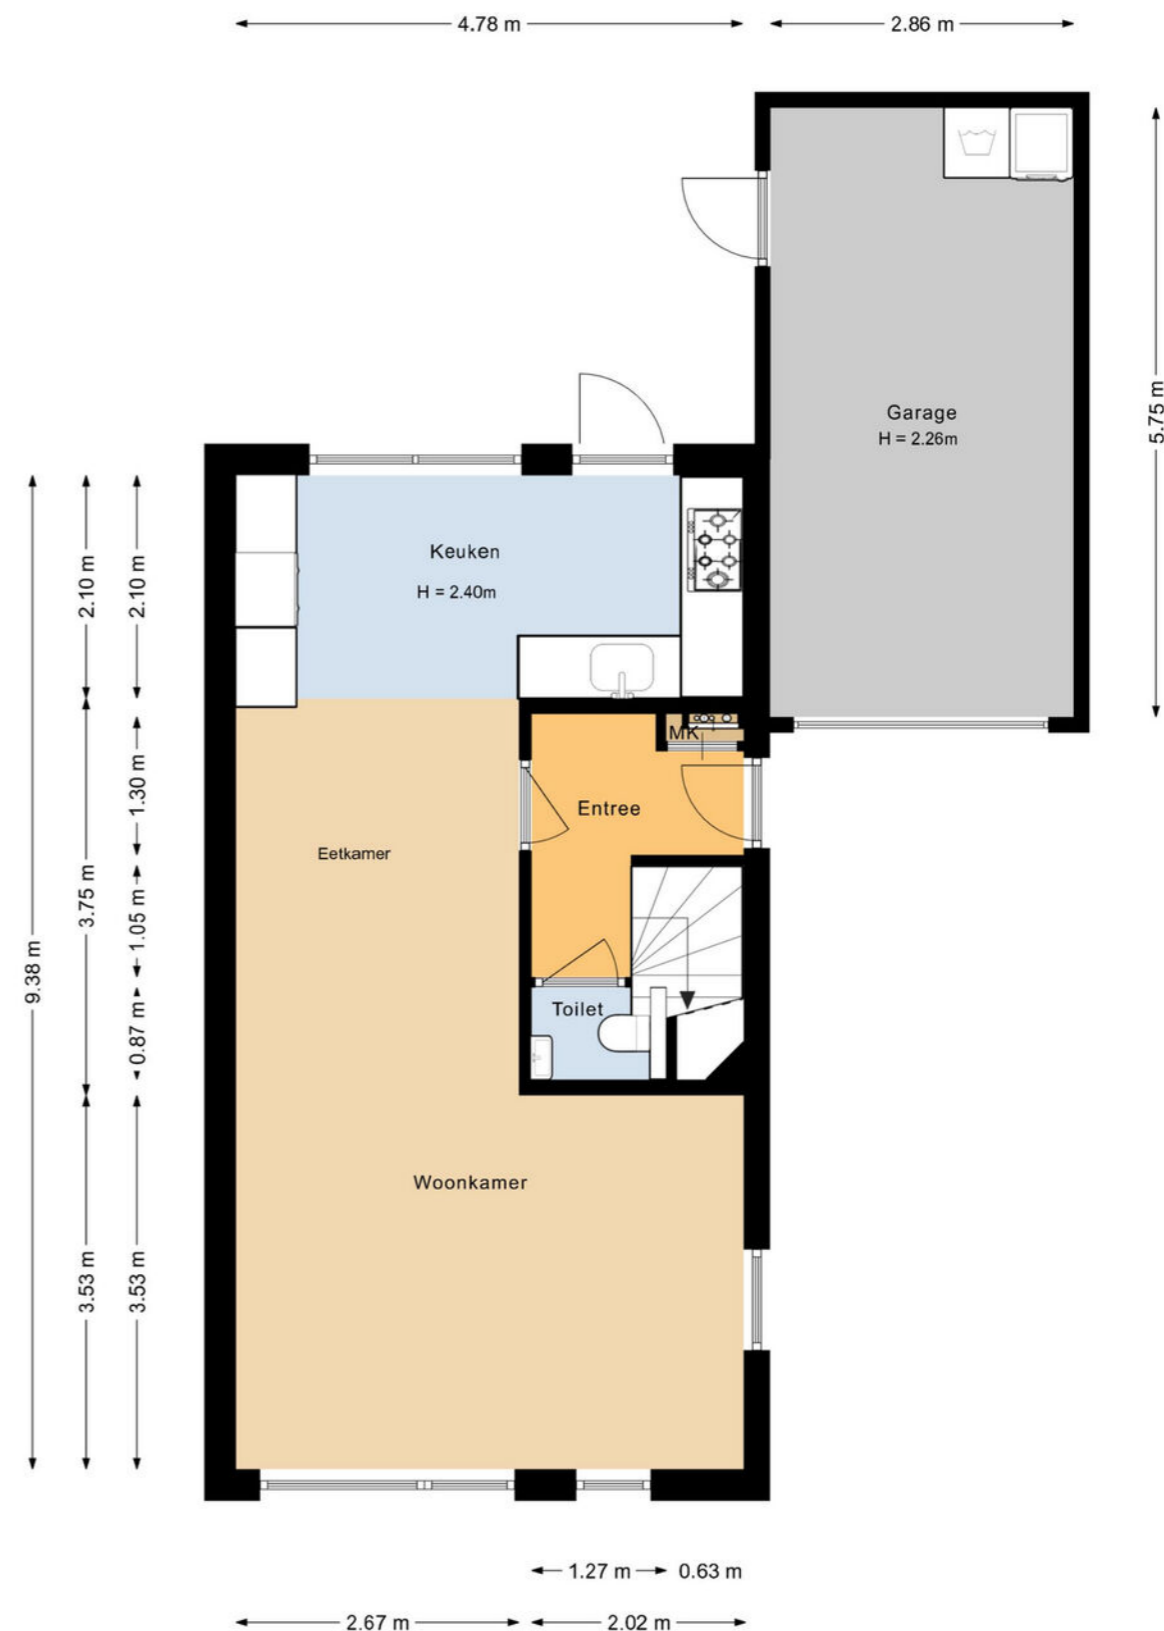 4.78 m
2.86 m
Garage
H = 2.26m
5.75 m
Keuken
H = 2.40m
2.10 m
2.10 m
MK
Entree
1.30 m
Eetkamer
3.75 m
1.05 m
9.38 m
0.87 m
Toilet
Woonkamer
3.53 m
3.53 m
1.27 m
0.63 m
2.67 m
2.02 m